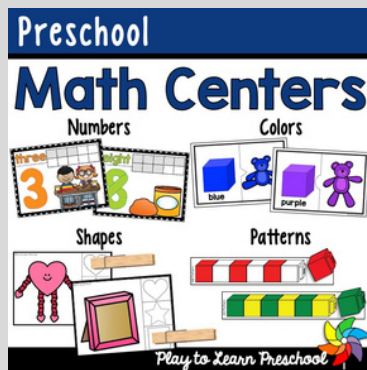 Preschool
Math Centers
Numbers
Colors
three
3
eight
8
blue
purple
Shapes
Patterns
Play to Learn Preschool